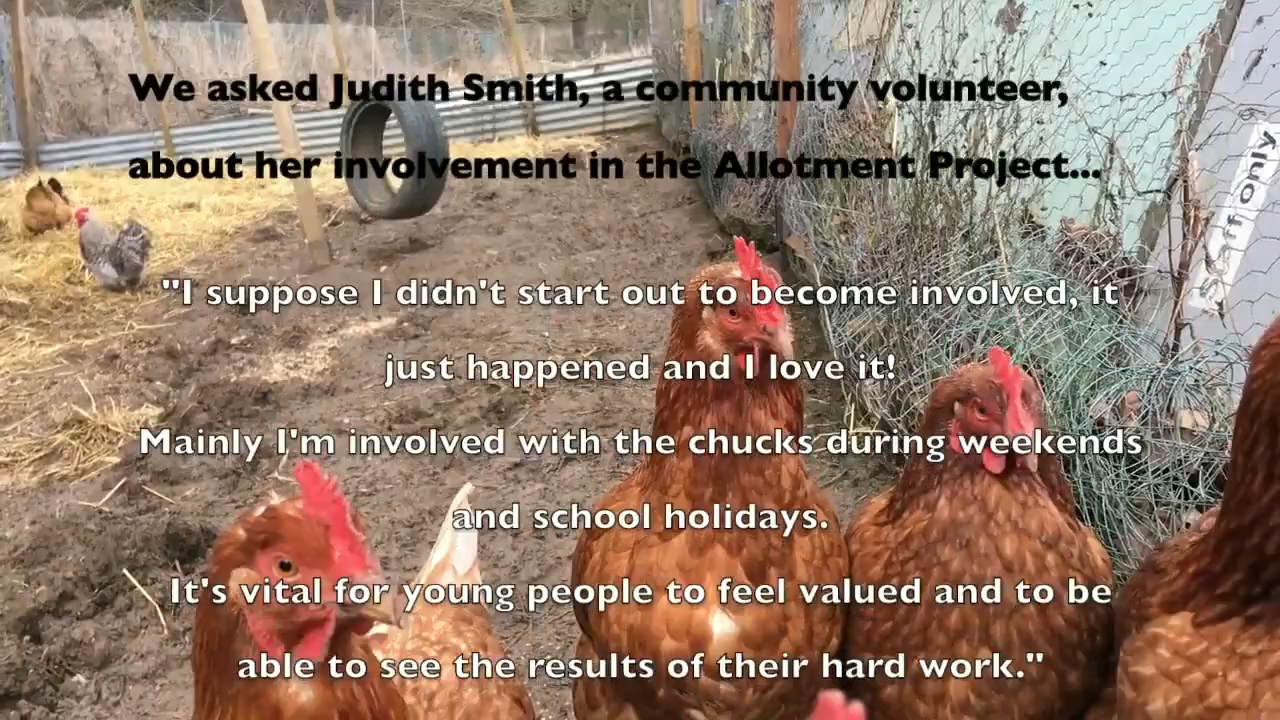 We asked Judith Smith, a community volunteer,
about her involvement in the Allotment Project...
Staff only
"I suppose I didn't start out to become involved, it
just happened and I love it!
Mainly I'm involved with the chucks during weekends
and school holidays.
It's vital for young people to feel valued and to be
able to see the results of their hard work."